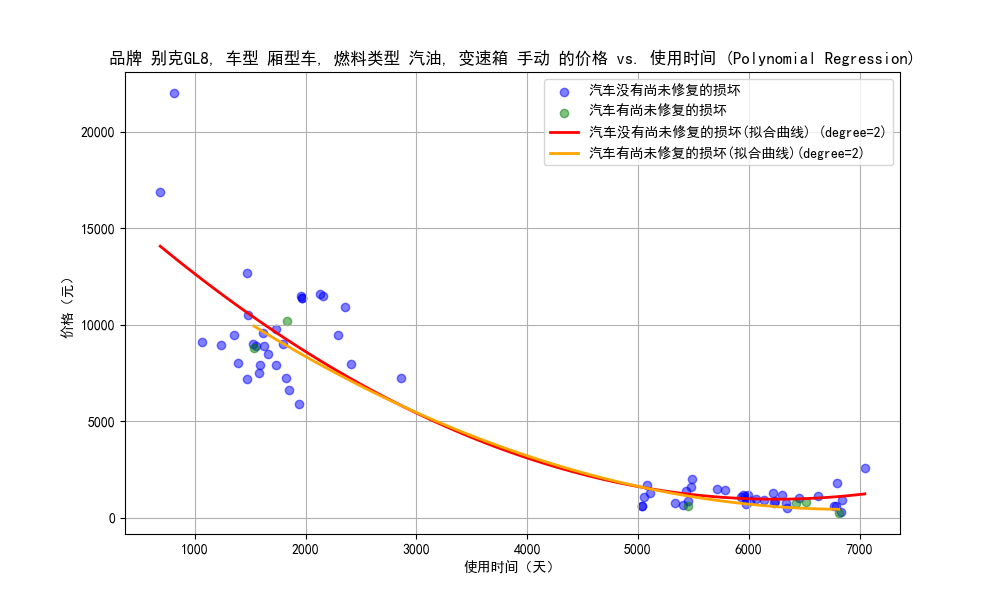 品牌 别克GL8, 车型 厢型车, 燃料类型 汽油, 变速箱 手动 的价格 vs. 使用时间 (Polynomial Regression)
汽车没有尚未修复的损坏
汽车有尚未修复的损坏
汽车没有尚未修复的损坏(拟合曲线) (degree=2)
汽车有尚未修复的损坏(拟合曲线)(degree=2)
价格（元）
20000
15000
10000
5000
0
1000 2000 3000 4000 5000 6000 7000
使用时间（天）